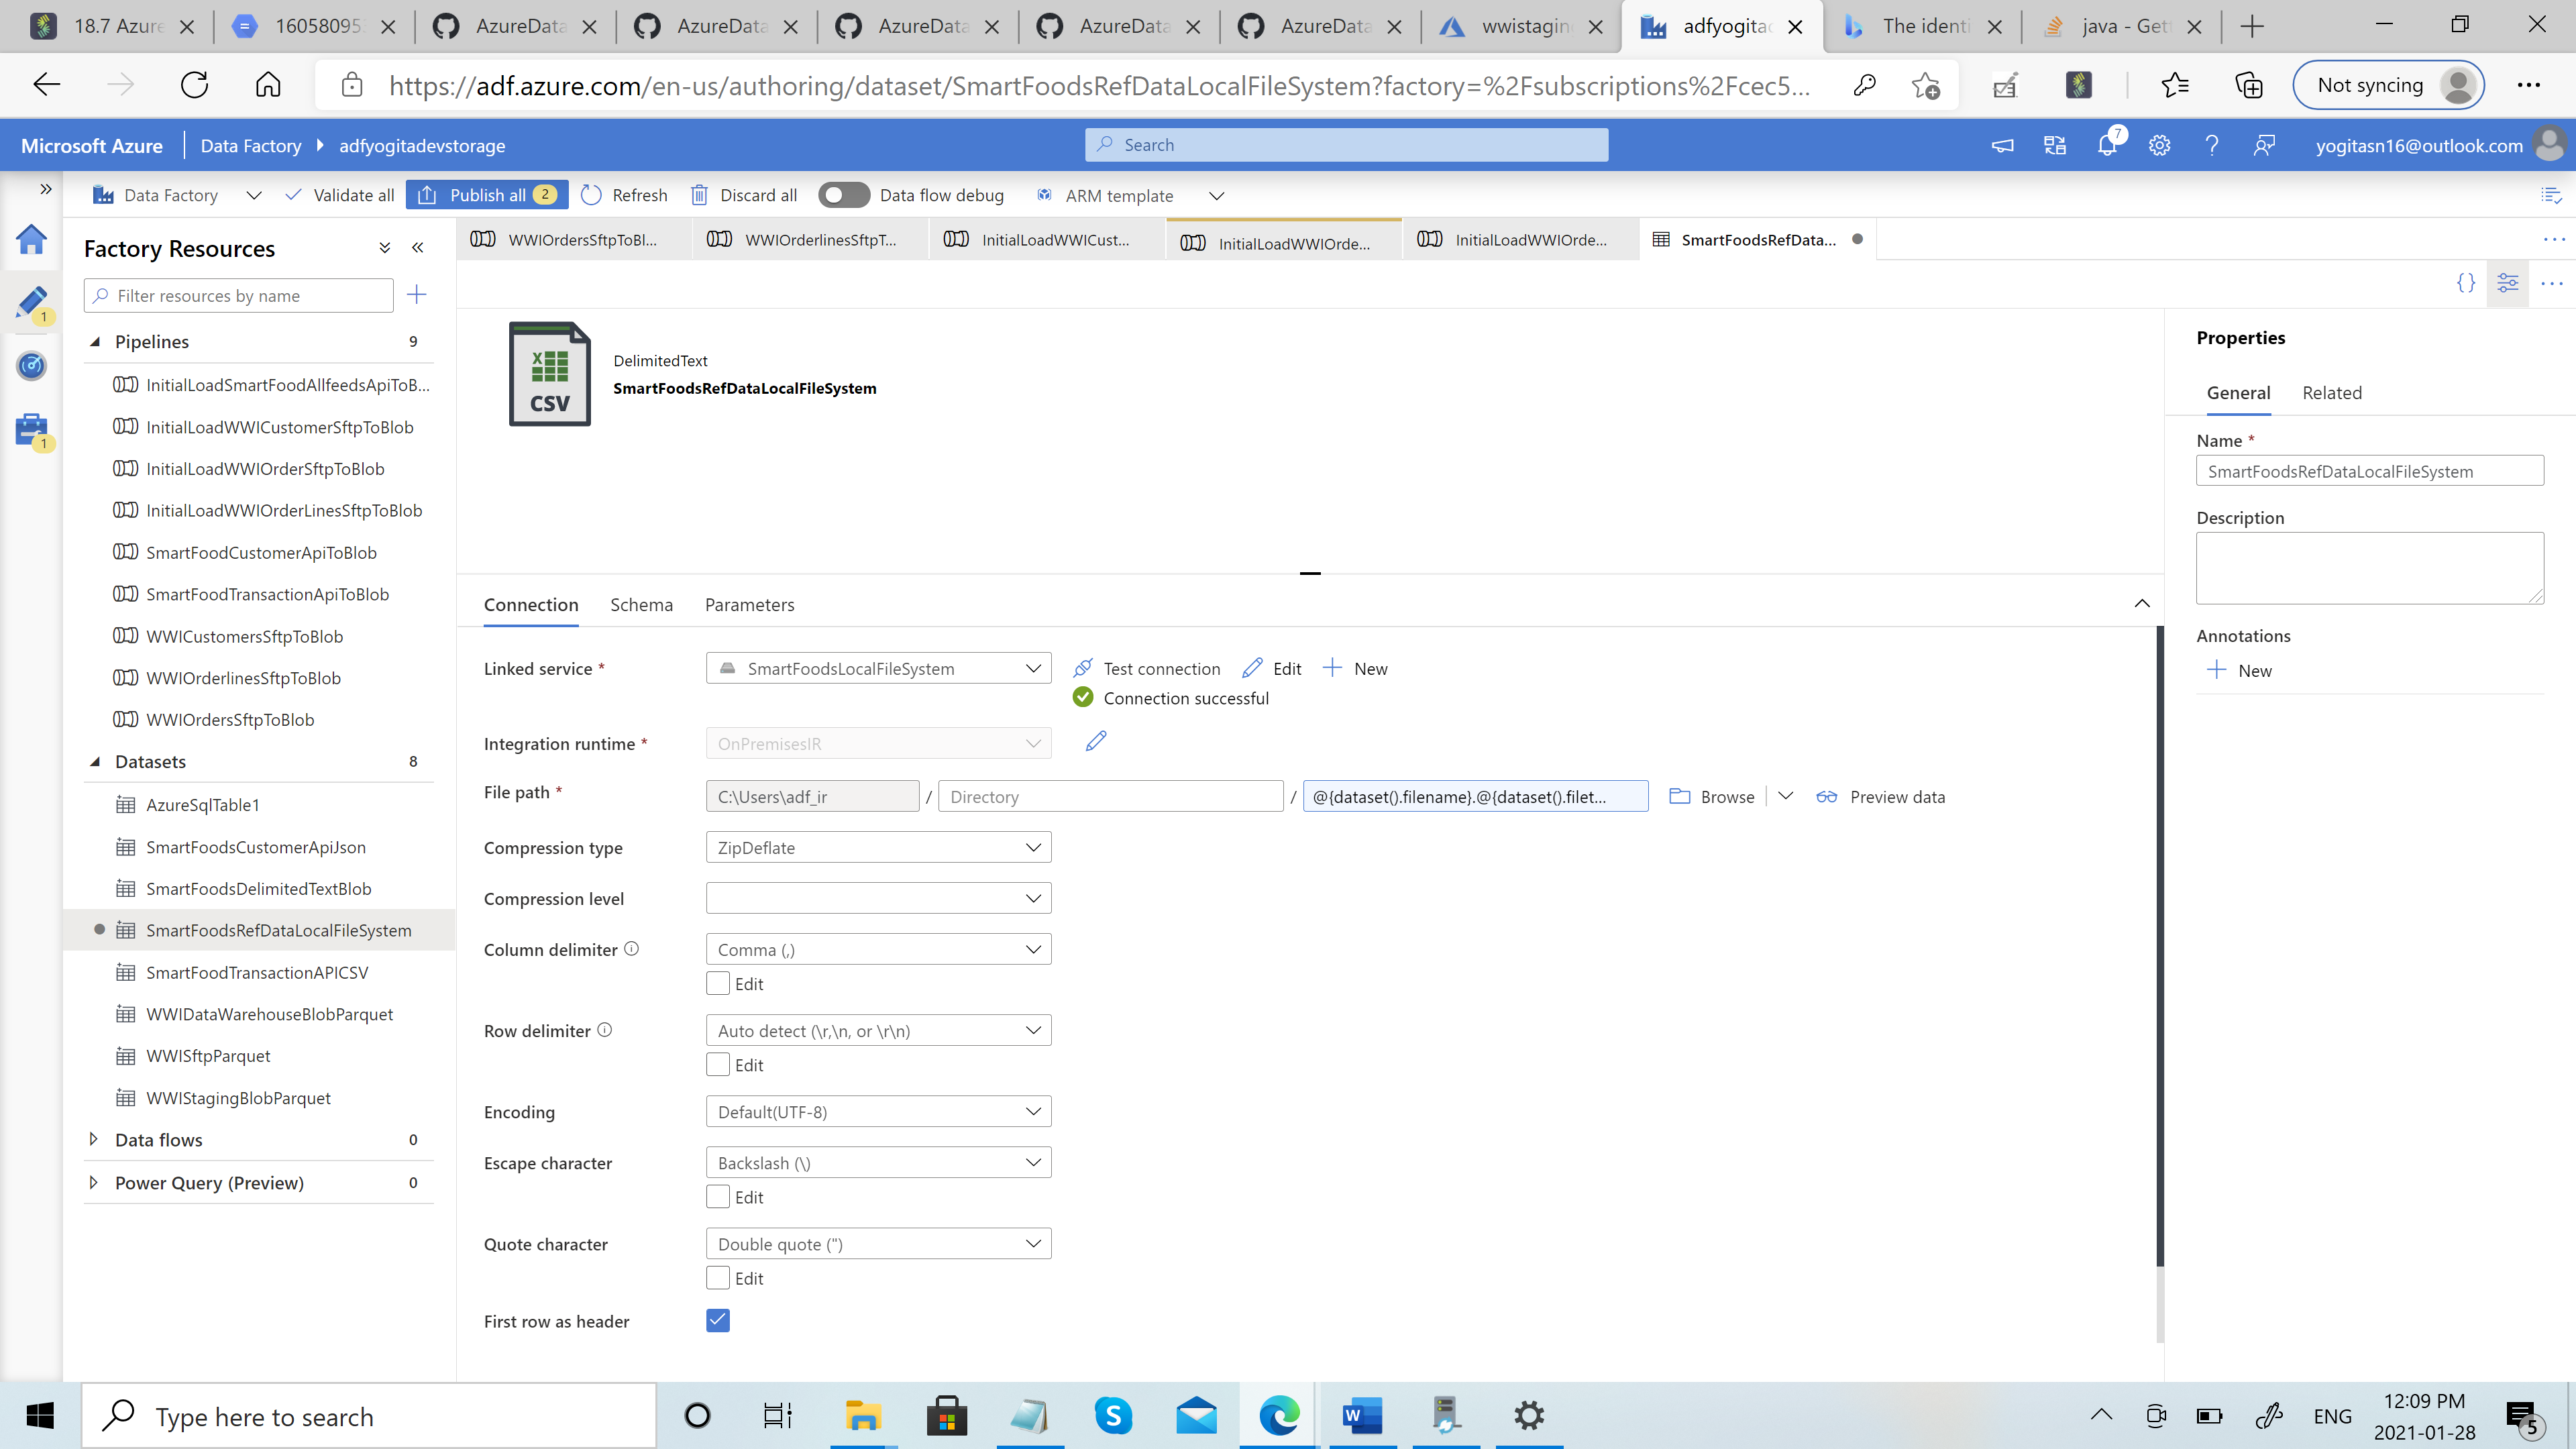 18.7 Azure
16058095
AzureData
AzureData
AzureData
AzureData
AzureData
wwistaging
adfyogitad
The identi
java - Gett
https://adf.azure.com/en-us/authoring/dataset/SmartFoodsRefDataLocalFileSystem?factory=%2Fsubscriptions%2Fcec5...
Not syncing
Microsoft Azure
Data Factory
adfyogitadevstorage
Search
7
yogitasn16@outlook.com
Data Factory
Validate all
Publish all 2
Refresh
Discard all
Data flow debug
ARM template
Factory Resources
Filter resources by name
1
1
Pipelines 9
InitialLoadSmartFoodAllfeedsApiToB...
InitialLoadWWICustomerSftpToBlob
InitialLoadWWIOrderSftpToBlob
InitialLoadWWIOrderLinesSftpToBlob
SmartFoodCustomerApiToBlob
SmartFoodTransactionApiToBlob
WWICustomersSftpToBlob
WWIOrderlinesSftpToBlob
WWIOrdersSftpToBlob
Datasets 8
AzureSqlTable1
SmartFoodsCustomerApiJson
SmartFoodsDelimitedTextBlob
SmartFoodsRefDataLocalFileSystem
SmartFoodTransactionAPICSV
WWIDataWarehouseBlobParquet
WWISftpParquet
WWIStagingBlobParquet
Data flows 0
Power Query (Preview) 0
WWIOrdersSftpToBl...
WWIOrderlinesSftpT...
InitialLoadWWICust...
InitialLoadWWIOrde...
InitialLoadWWIOrde...
SmartFoodsRefData...
X
CSV
DelimitedText
SmartFoodsRefDataLocalFileSystem
Connection
Schema
Parameters
Linked service *
SmartFoodsLocalFileSystem
Test connection
Edit
New
Connection successful
Integration runtime *
OnPremisesIR
File path *
C:\Users\adf_ir
/
Directory
/
@{dataset().filename}.@{dataset().filet...
Browse
Preview data
Compression type
ZipDeflate
Compression level
Column delimiter
Comma (,)
Edit
Row delimiter
Auto detect (\r,\n, or \r\n)
Edit
Encoding
Default(UTF-8)
Escape character
Backslash (\)
Edit
Quote character
Double quote (")
Edit
First row as header
Properties
General
Related
Name *
SmartFoodsRefDataLocalFileSystem
Description
Annotations
New
Type here to search
S
W
ENG
12:09 PM
2021-01-28
5